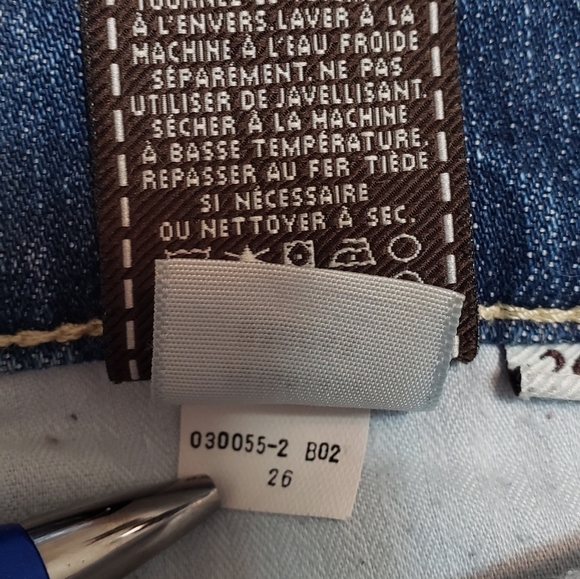 À L'ENVERS. LAVER À LA
MACHINE À L'EAU FROIDE
SÉPARÉMENT. NE PAS
UTILISER DE JAVELLISANT.
SÉCHER À LA MACHINE
À BASSE TEMPÉRATURE,
REPASSER AU FER TIÈDE
SI NÉCESSAIRE
OU NETTOYER À SEC.
030055-2 B02
26